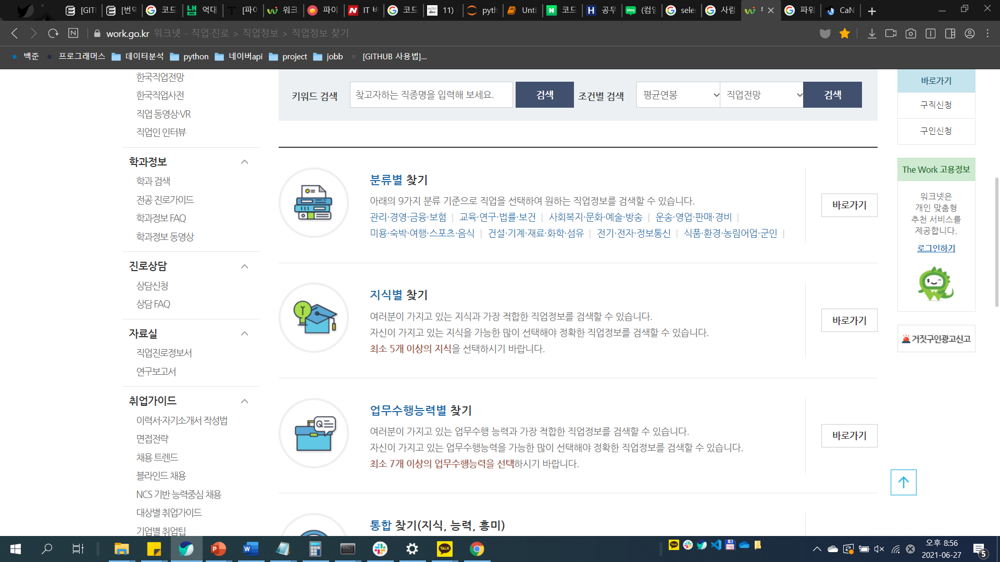 [GITI
[번역
코드
억대
[파이
워크
파이
IT ㅂ
코드
11)
pyth
Unti
코드
공무
(컴일
selei
사람
파워
CaN
work.go.kr 워크넷 - 직업·진로 > 직업정보 > 직업정보 찾기
백준
프로그래머스
데이터분석
python
네이버api
project
jobb
[GITHUB 사용법]...
한국직업전망
한국직업사전
직업 동영상·VR
직업인 인터뷰
학과정보
학과 검색
전공 진로가이드
학과정보 FAQ
학과정보 동영상
진로상담
상담신청
상담 FAQ
자료실
직업진로정보서
연구보고서
취업가이드
이력서·자기소개서 작성법
면접전략
채용 트렌드
블라인드 채용
NCS 기반 능력중심 채용
대상별 취업가이드
기업별 취업팁
키워드 검색
찾고자하는 직종명을 입력해 보세요.
검색
조건별 검색
평균연봉
직업전망
검색
분류별 찾기
아래의 9가지 분류 기준으로 직업을 선택하여 원하는 직업정보를 검색할 수 있습니다.
관리·경영·금융·보험 | 교육·연구·법률·보건 | 사회복지·문화·예술·방송 | 운송·영업·판매·경비 |
미용·숙박·여행·스포츠·음식 | 건설·기계·재료·화학·섬유 | 전기·전자·정보통신 | 식품·환경·농림어업·군인 |
바로가기
지식별 찾기
여러분이 가지고 있는 지식과 가장 적합한 직업정보를 검색할 수 있습니다.
자신이 가지고 있는 지식을 가능한 많이 선택해야 정확한 직업정보를 검색할 수 있습니다.
최소 5개 이상의 지식을 선택하시기 바랍니다.
바로가기
업무수행능력별 찾기
여러분이 가지고 있는 업무수행 능력과 가장 적합한 직업정보를 검색할 수 있습니다.
자신이 가지고 있는 업무수행능력을 가능한 많이 선택해야 정확한 직업정보를 검색할 수 있습니다.
최소 7개 이상의 업무수행능력을 선택하시기 바랍니다.
바로가기
통합 찾기(지식, 능력, 흥미)
바로가기
구직신청
구인신청
The Work 고용정보
워크넷은
개인 맞춤형
추천 서비스를
제공합니다.
로그인하기
거짓구인광고신고
오후 8:56
2021-06-27
5